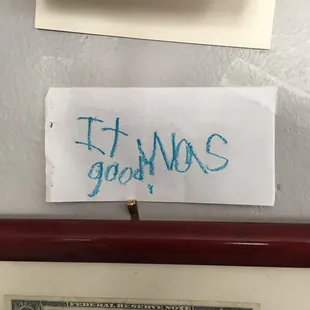 It WAS
good!
FEDERAL RESERVE NOTE